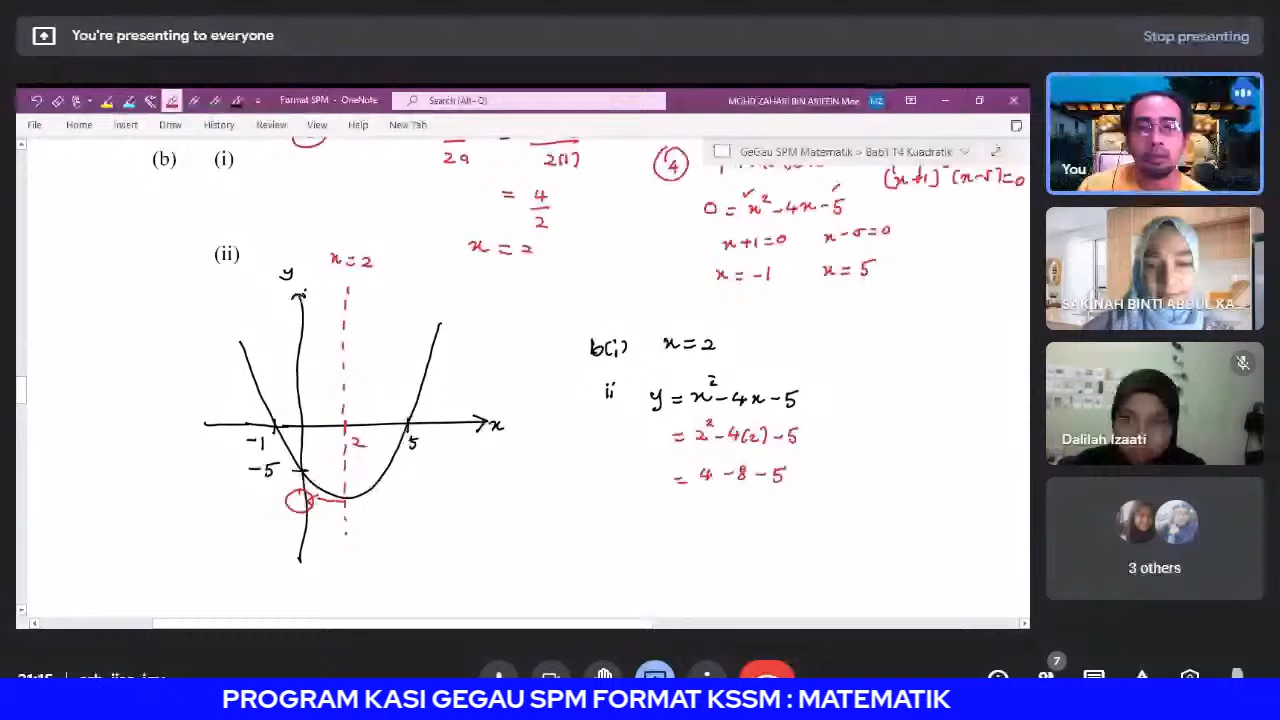 You're presenting to everyone
Stop presenting
Format SPM - OneNote
Search (Alt+Q)
MOHD ZAHARI BIN ARIFFIN Moe
MZ
File Home Insert Draw History Review View Help New Tab
GeGau SPM Matematik > Bab1 T4 Kuadratik
(b) (i)
2a 2(1)
= 4/2
x = 2
4
(x+1) (x-5)=0
0 = x² - 4x - 5
x+1=0 x-5=0
x = -1 x = 5
(ii)
x = 2
y
x
-1
2
5
-5
b(i) x = 2
ii y = x² - 4x - 5
= 2² - 4(2) - 5
= 4 - 8 - 5
You
SAKINAH BINTI ABDUL KA...
Dalilah Izaati
3 others
7
PROGRAM KASI GEGAU SPM FORMAT KSSM : MATEMATIK